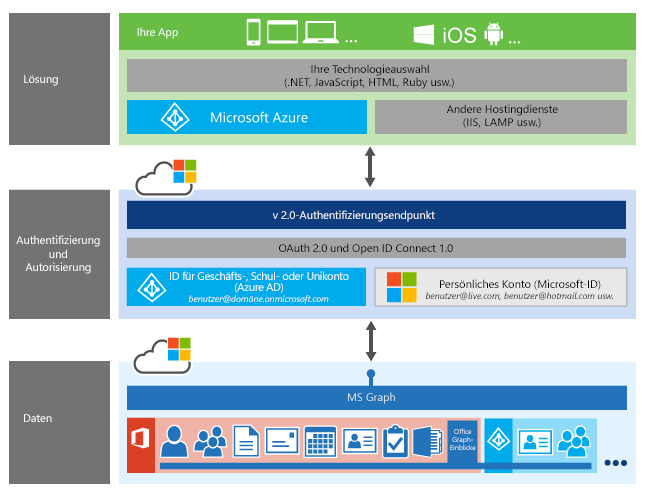 Lösung
Ihre App
...
iOS
...
Ihre Technologieauswahl
(.NET, JavaScript, HTML, Ruby usw.)
Microsoft Azure
Andere Hostingdienste
(IIS, LAMP usw.)
Authentifizierung
und
Autorisierung
v 2.0-Authentifizierungsendpunkt
OAuth 2.0 und Open ID Connect 1.0
ID für Geschäfts-, Schul- oder Unikonto
(Azure AD)
benutzer@domäne.onmicrosoft.com
Persönliches Konto (Microsoft-ID)
benutzer@live.com, benutzer@hotmail.com usw.
Daten
MS Graph
Office
Graph-
Einblicke